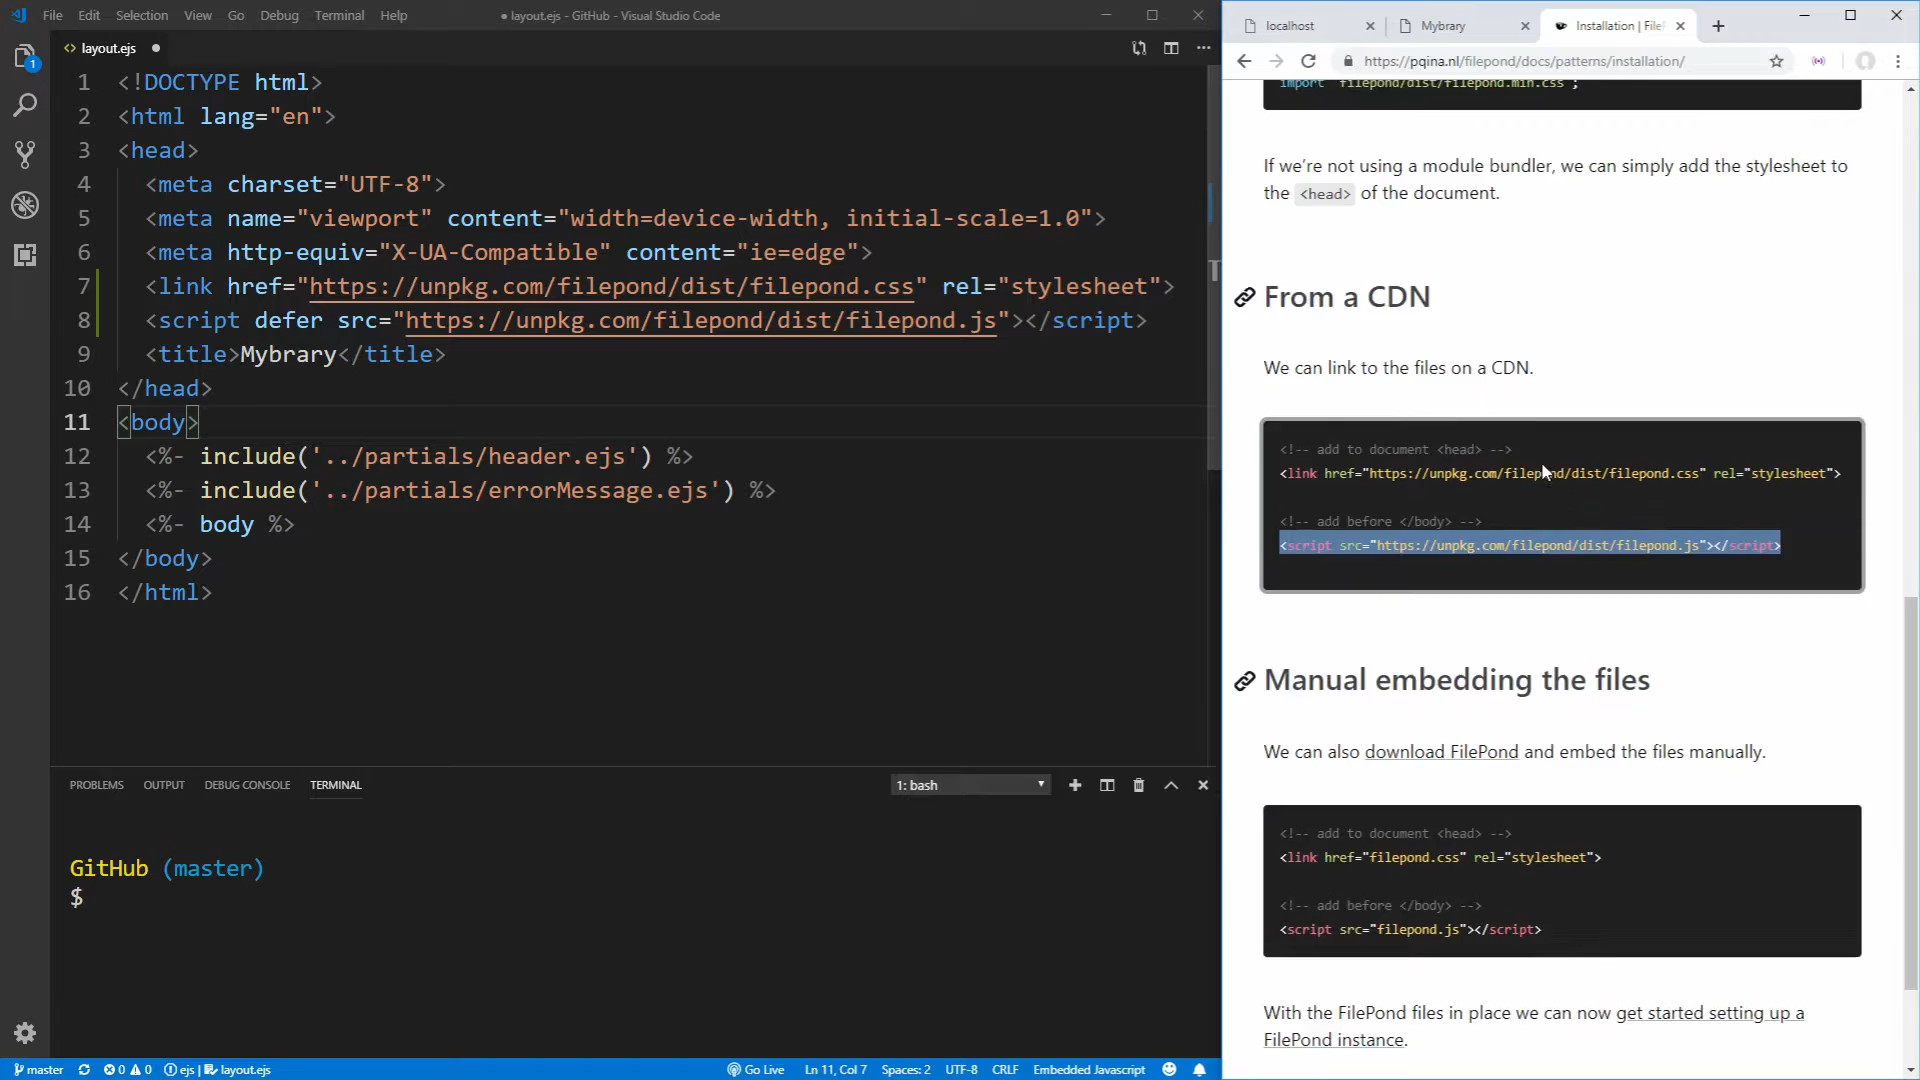 File Edit Selection View Go Debug Terminal Help
● layout.ejs - GitHub - Visual Studio Code
layout.ejs
1 <!DOCTYPE html>
2 <html lang="en">
3 <head>
4 <meta charset="UTF-8">
5 <meta name="viewport" content="width=device-width, initial-scale=1.0">
6 <meta http-equiv="X-UA-Compatible" content="ie=edge">
7 <link href="https://unpkg.com/filepond/dist/filepond.css" rel="stylesheet">
8 <script defer src="https://unpkg.com/filepond/dist/filepond.js"></script>
9 <title>Mybrary</title>
10 </head>
11 <body>
12 <%- include('../partials/header.ejs') %>
13 <%- include('../partials/errorMessage.ejs') %>
14 <%- body %>
15 </body>
16 </html>
PROBLEMS OUTPUT DEBUG CONSOLE TERMINAL
1: bash
GitHub (master)
$
master 0 0 ejs | layout.ejs
Go Live Ln 11, Col 7 Spaces: 2 UTF-8 CRLF Embedded Javascript
1
localhost
Mybrary
Installation | File
https://pqina.nl/filepond/docs/patterns/installation/
import 'filepond/dist/filepond.min.css';
If we’re not using a module bundler, we can simply add the stylesheet to
the <head> of the document.
From a CDN
We can link to the files on a CDN.
<!-- add to document <head> -->
<link href="https://unpkg.com/filepond/dist/filepond.css" rel="stylesheet">
<!-- add before </body> -->
<script src="https://unpkg.com/filepond/dist/filepond.js"></script>
Manual embedding the files
We can also download FilePond and embed the files manually.
<!-- add to document <head> -->
<link href="filepond.css" rel="stylesheet">
<!-- add before </body> -->
<script src="filepond.js"></script>
With the FilePond files in place we can now get started setting up a
FilePond instance.